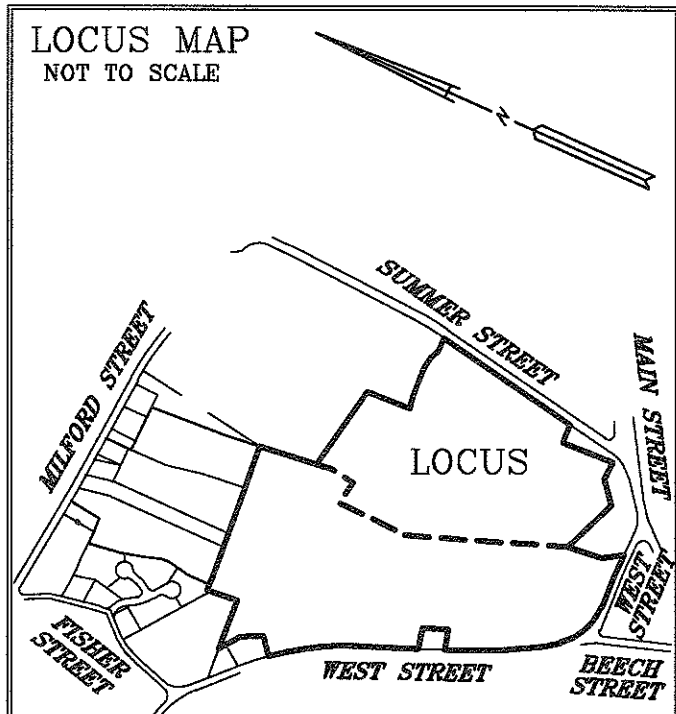 LOCUS MAP
NOT TO SCALE
N
SUMMER STREET
MAIN STREET
MILFORD STREET
LOCUS
WEST
STREET
FISHER
STREET
WEST STREET
BEECH
STREET